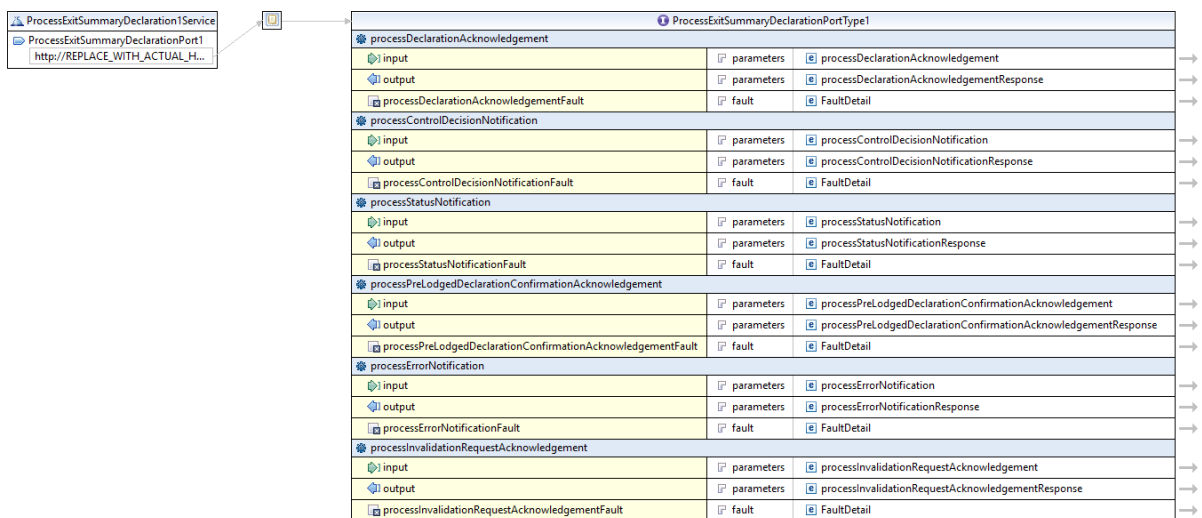 ProcessExitSummaryDeclaration1Service
ProcessExitSummaryDeclarationPort1
http://REPLACE_WITH_ACTUAL_H...
ProcessExitSummaryDeclarationPortType1
processDeclarationAcknowledgement
input parameters processDeclarationAcknowledgement
output parameters processDeclarationAcknowledgementResponse
processDeclarationAcknowledgementFault fault FaultDetail
processControlDecisionNotification
input parameters processControlDecisionNotification
output parameters processControlDecisionNotificationResponse
processControlDecisionNotificationFault fault FaultDetail
processStatusNotification
input parameters processStatusNotification
output parameters processStatusNotificationResponse
processStatusNotificationFault fault FaultDetail
processPreLodgedDeclarationConfirmationAcknowledgement
input parameters processPreLodgedDeclarationConfirmationAcknowledgement
output parameters processPreLodgedDeclarationConfirmationAcknowledgementResponse
processPreLodgedDeclarationConfirmationAcknowledgementFault fault FaultDetail
processErrorNotification
input parameters processErrorNotification
output parameters processErrorNotificationResponse
processErrorNotificationFault fault FaultDetail
processInvalidationRequestAcknowledgement
input parameters processInvalidationRequestAcknowledgement
output parameters processInvalidationRequestAcknowledgementResponse
processInvalidationRequestAcknowledgementFault fault FaultDetail